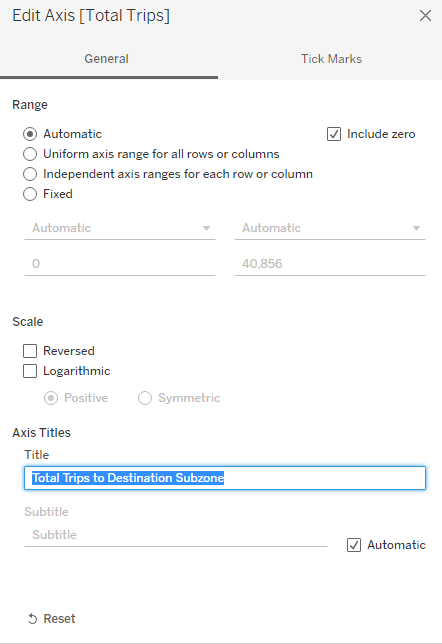 Edit Axis [Total Trips]
General Tick Marks
Range
Automatic Include zero
Uniform axis range for all rows or columns
Independent axis ranges for each row or column
Fixed
Automatic Automatic
0 40,856
Scale
Reversed
Logarithmic
Positive Symmetric
Axis Titles
Title
Total Trips to Destination Subzone
Subtitle
Subtitle Automatic
Reset